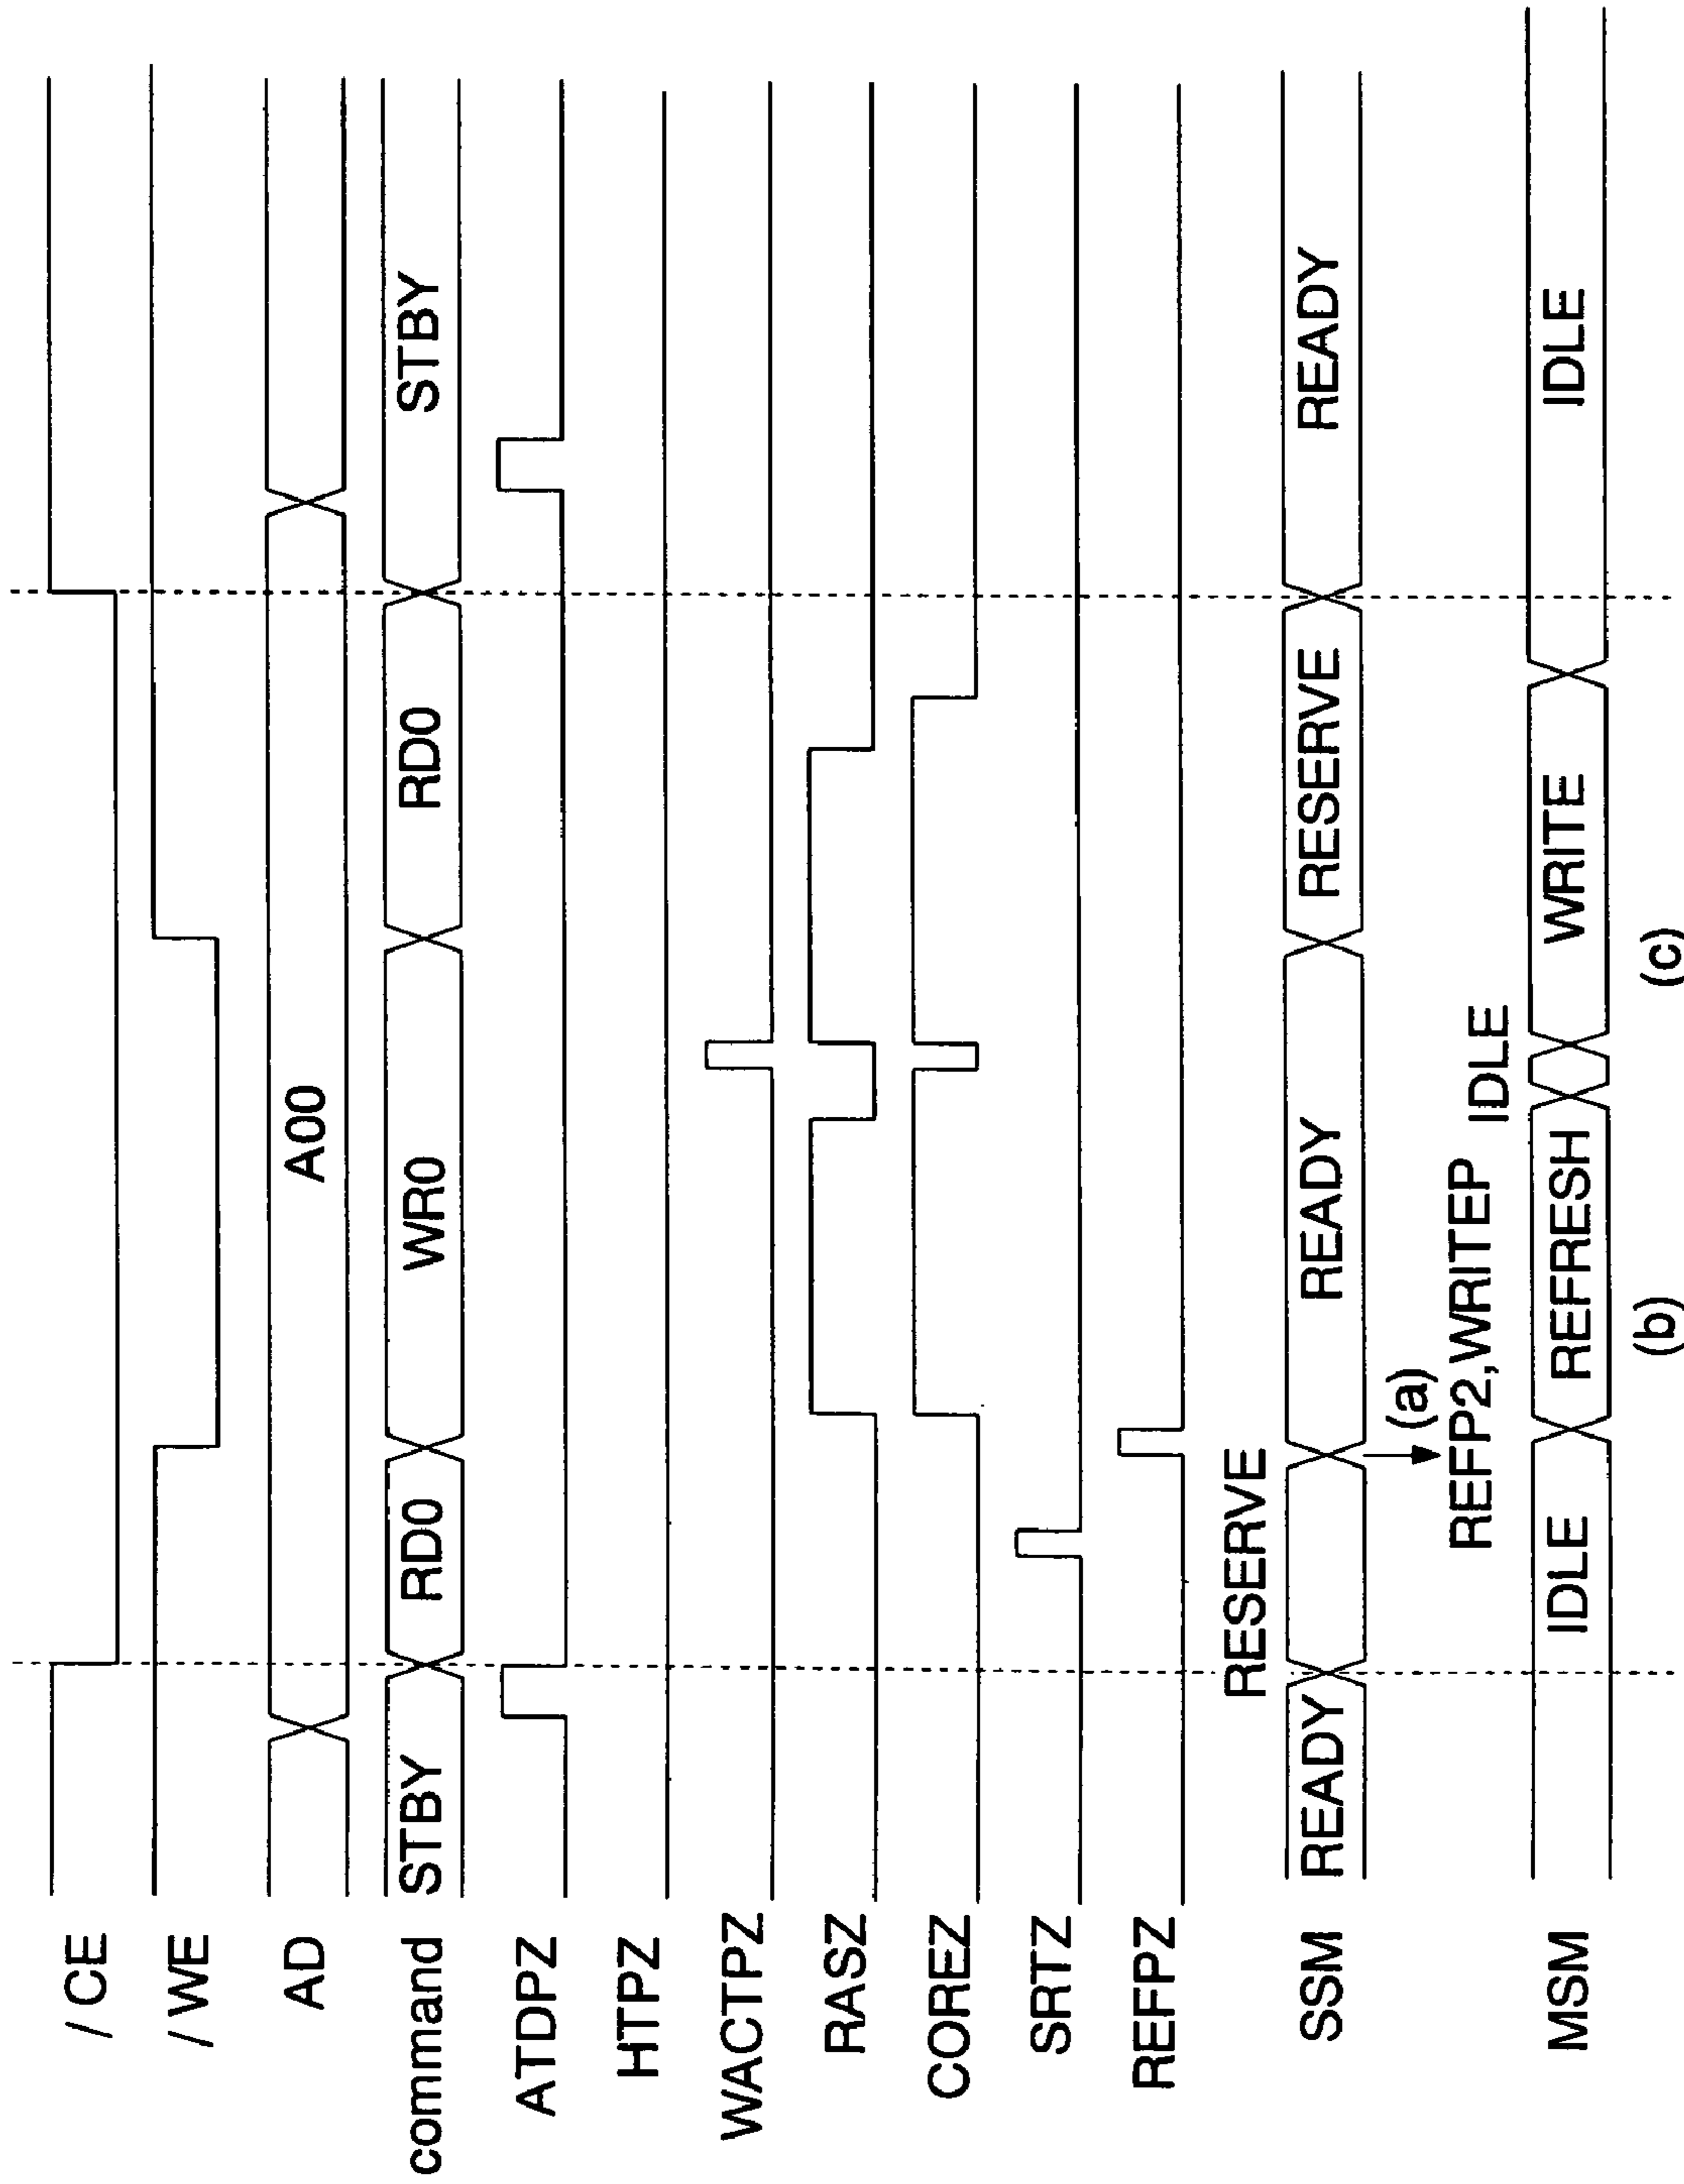 / CE
/ WE
AD A00
command STBY RD0 WR0 RD0 STBY
ATDPZ
HTPZ
WACTPZ
RASZ
COREZ
SRTZ
REFPZ
RESERVE
SSM READY READY RESERVE READY
(a)
REFP2,WRITEP IDLE
MSM IDLE REFRESH WRITE IDLE
(b) (c)